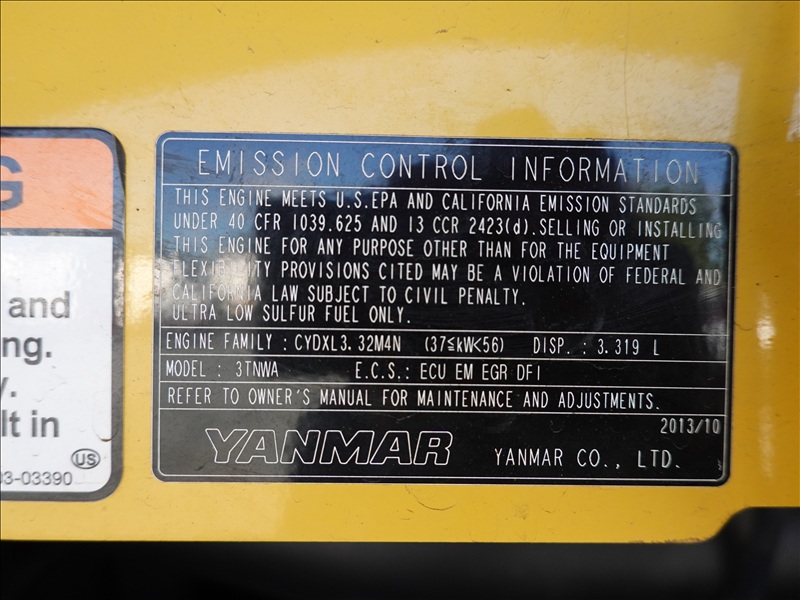 G
and
ng.
y.
lt in
US
03-03390
EMISSION CONTROL INFORMATION
THIS ENGINE MEETS U.S.EPA AND CALIFORNIA EMISSION STANDARDS
UNDER 40 CFR 1039.625 AND 13 CCR 2423(d).SELLING OR INSTALLING
THIS ENGINE FOR ANY PURPOSE OTHER THAN FOR THE EQUIPMENT
FLEXIBILITY PROVISIONS CITED MAY BE A VIOLATION OF FEDERAL AND
CALIFORNIA LAW SUBJECT TO CIVIL PENALTY.
ULTRA LOW SULFUR FUEL ONLY.
ENGINE FAMILY : CYDXL3.32M4N (37≦kW<56) DISP. : 3.319 L
MODEL : 3TNWA E.C.S.: ECU EM EGR DFI
REFER TO OWNER'S MANUAL FOR MAINTENANCE AND ADJUSTMENTS.
2013/10
YANMAR YANMAR CO., LTD.